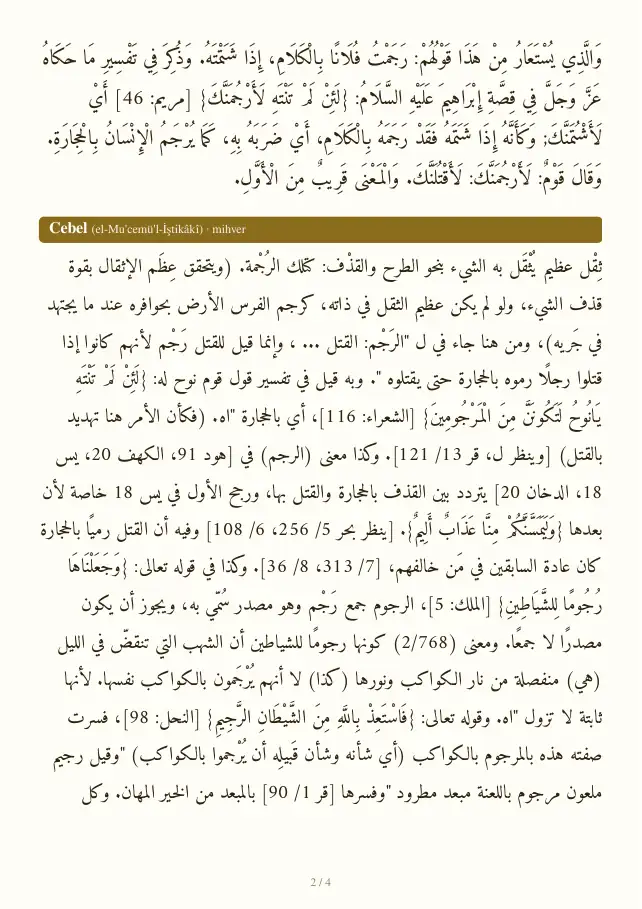 وَالَّذِي يُسْتَعَارُ مِنْ هَذَا قَوْلُهُمْ: رَجَمْتُ فُلَانًا بِالْكَلَامِ، إِذَا شَتَمْتَهُ. وَذُكِرَ فِي تَفْسِيرِ مَا حَكَاهُ
عَزَّ وَجَلَّ فِي قِصَّةِ إِبْرَاهِيمَ عَلَيْهِ السَّلَامُ: {لَئِنْ لَمْ تَنْتَهِ لَأَرْجُمَنَّكَ} [مريم: 46] أَيْ
لَأَشْتُمَنَّكَ; وَكَأَنَّهُ إِذَا شَتَمَهُ فَقَدْ رَجَمَهُ بِالْكَلَامِ، أَيْ ضَرَبَهُ بِهِ، كَمَا يُرْجَمُ الْإِنْسَانُ بِالْحِجَارَةِ.
وَقَالَ قَوْمٌ: لَأَرْجُمَنَّكَ: لَأَقْتُلَنَّكَ. وَالْمَعْنَى قَرِيبٌ مِنَ الْأَوَّلِ.
Cebel (el-Mu'cemü'l-İştikâkî) · mihver
ثِقْل عظيم يُثْقَل به الشيء بنحو الطرح والقذف: كتلك الرُجْمة. (ويتحقق عِظَم الإثقال بقوة
قذف الشيء، ولو لم يكن عظيم الثقل في ذاته، كرجم الفرس الأرض بحوافره عند ما يجتهد
في جَريه)، ومن هنا جاء في ل "الرَجْم: القتل ... ، وإنما قيل للقتل رَجْم لأنهم كانوا إذا
قتلوا رجلًا رموه بالحجارة حتى يقتلوه ". وبه قيل في تفسير قول قوم نوح له: {لَئِنْ لَمْ تَنْتَهِ
يَانُوحُ لَتَكُونَنَّ مِنَ الْمَرْجُومِينَ} [الشعراء: 116]، أي بالحجارة "اه. (فكأن الأمر هنا تهديد
بالقتل) [وينظر ل، قر 13/ 121]. وكذا معنى (الرجم) في [هود 91، الكهف 20، يس
18، الدخان 20] يتردد بين القذف بالحجارة والقتل بها، ورجح الأول في يس 18 خاصة لأن
بعدها {وَلَيَمَسَّنَّكُمْ مِنَّا عَذَابٌ أَلِيمٌ}. [ينظر بحر 5/ 256، 6/ 108] وفيه أن القتل رميًا بالحجارة
كان عادة السابقين في مَن خالفهم، [7/ 313، 8/ 36]. وكذا في قوله تعالى: {وَجَعَلْنَاهَا
رُجُومًا لِلشَّيَاطِينِ} [الملك: 5]، الرجوم جمع رَجْم وهو مصدر سُمّي به، ويجوز أن يكون
مصدرًا لا جمعًا. ومعنى (2/768) كونها رجومًا للشياطين أن الشهب التي تنقضّ في الليل
(هي) منفصلة من نار الكواكب ونورها (كذا) لا أنهم يُرْجَمون بالكواكب نفسها. لأنها
ثابتة لا تزول "اه. وقوله تعالى: {فَاسْتَعِذْ بِاللَّهِ مِنَ الشَّيْطَانِ الرَّجِيمِ} [النحل: 98]، فسرت
صفته هذه بالمرجوم بالكواكب (أي شأنه وشأن قَبيلِه أن يُرْجموا بالكواكب) "وقيل رجيم
ملعون مرجوم باللعنة مبعد مطرود "وفسرها [قر 1/ 90] بالمبعد من الخير المهان. وكل
2 / 4